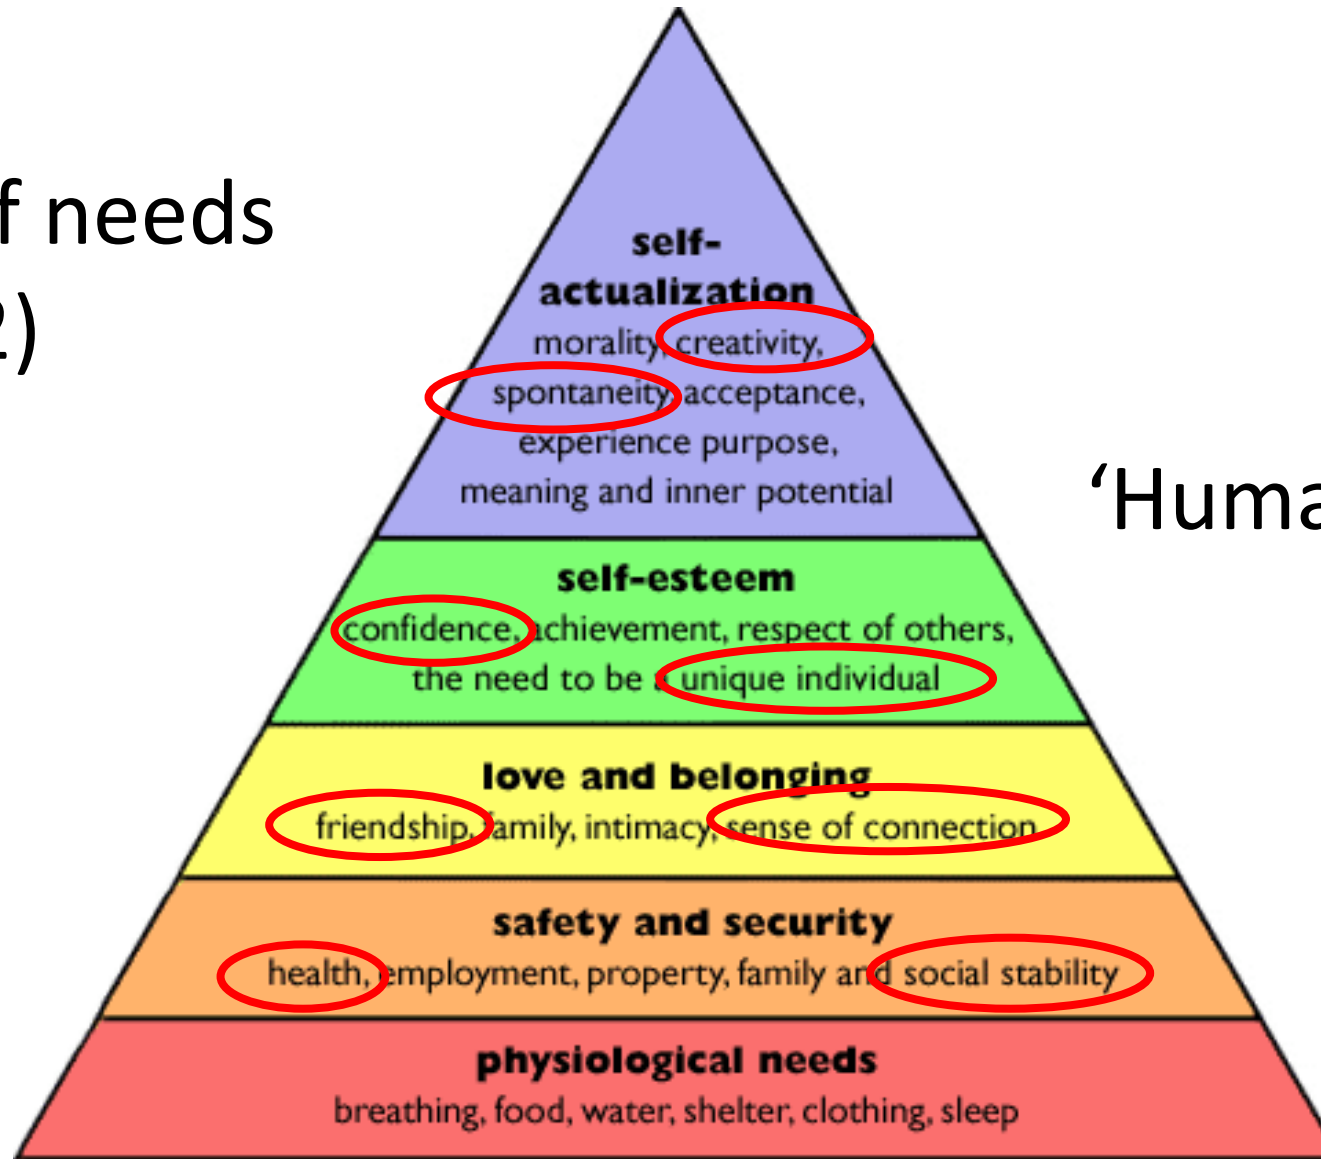 f needs
2)
self-
actualization
morality, creativity,
spontaneity, acceptance,
experience purpose,
meaning and inner potential
‘Huma
self-esteem
confidence, achievement, respect of others,
the need to be a unique individual
love and belonging
friendship, family, intimacy, sense of connection
safety and security
health, employment, property, family and social stability
physiological needs
breathing, food, water, shelter, clothing, sleep